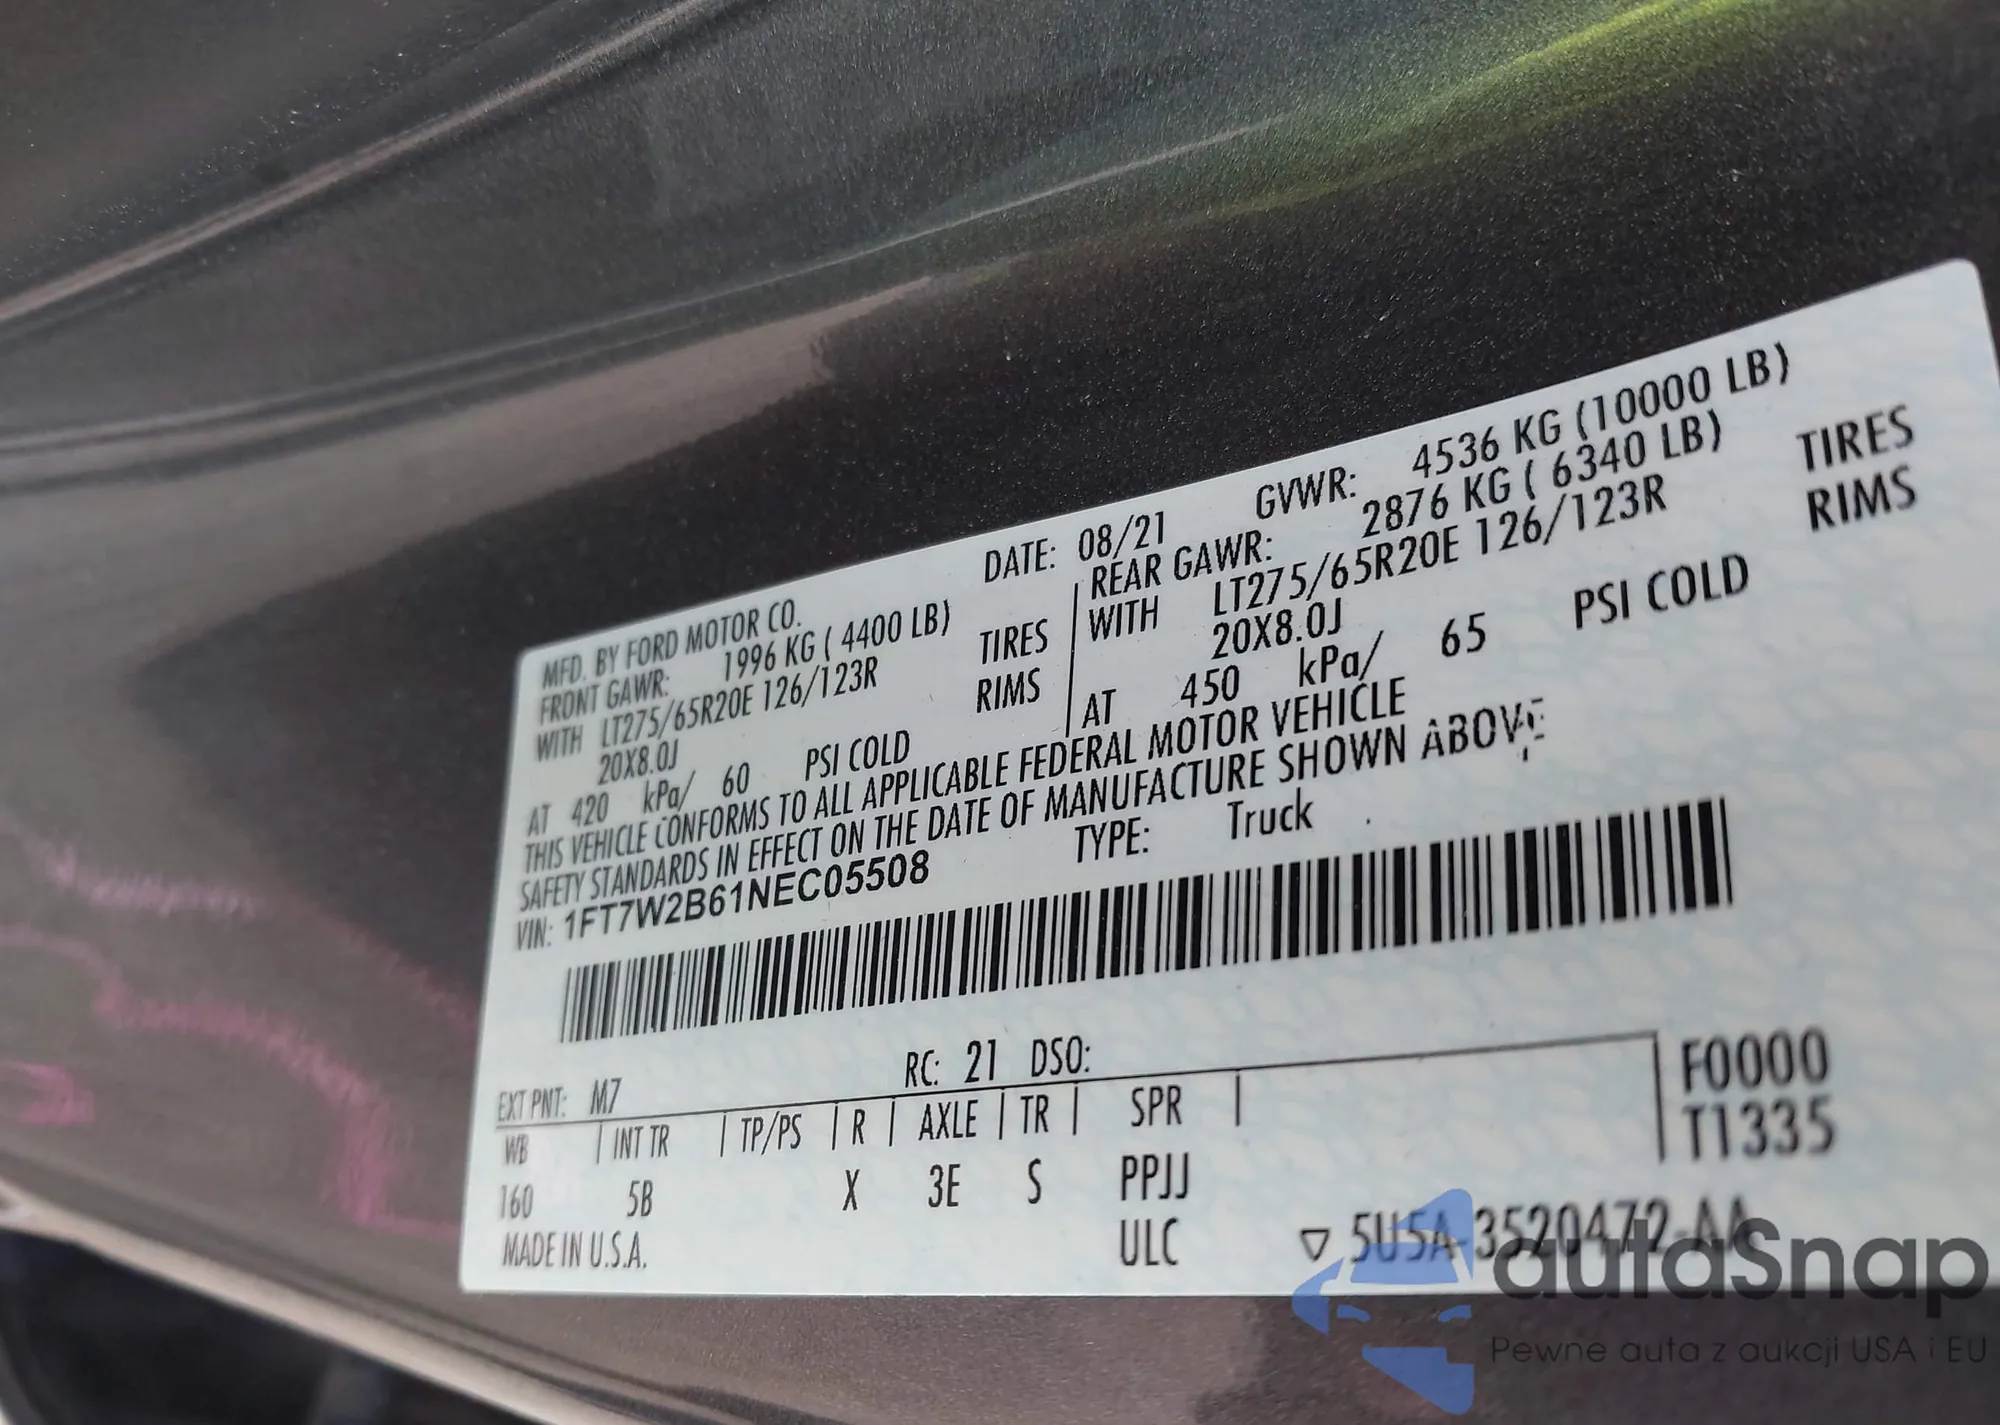 MFD. BY FORD MOTOR CO.
DATE: 08/21
GVWR: 4536 KG (10000 LB)
FRONT GAWR: 1996 KG ( 4400 LB)
REAR GAWR: 2876 KG ( 6340 LB)
WITH LT275/65R20E 126/123R TIRES
WITH LT275/65R20E 126/123R TIRES
20X8.0J RIMS
20X8.0J RIMS
AT 420 kPa/ 60 PSI COLD
AT 450 kPa/ 65 PSI COLD
THIS VEHICLE CONFORMS TO ALL APPLICABLE FEDERAL MOTOR VEHICLE
SAFETY STANDARDS IN EFFECT ON THE DATE OF MANUFACTURE SHOWN ABOVE
VIN: 1FT7W2B61NEC05508
TYPE: Truck
EXT PNT: M7 RC: 21 DSO:
F0000
T1335
WB | INT TR | TP/PS | R | AXLE | TR | SPR |
160 5B X 3E S PPJJ
MADE IN U.S.A. ULC ▽ 5U5A-3520472-AA
autaSnap
Pewne auta z aukcji USA i EU